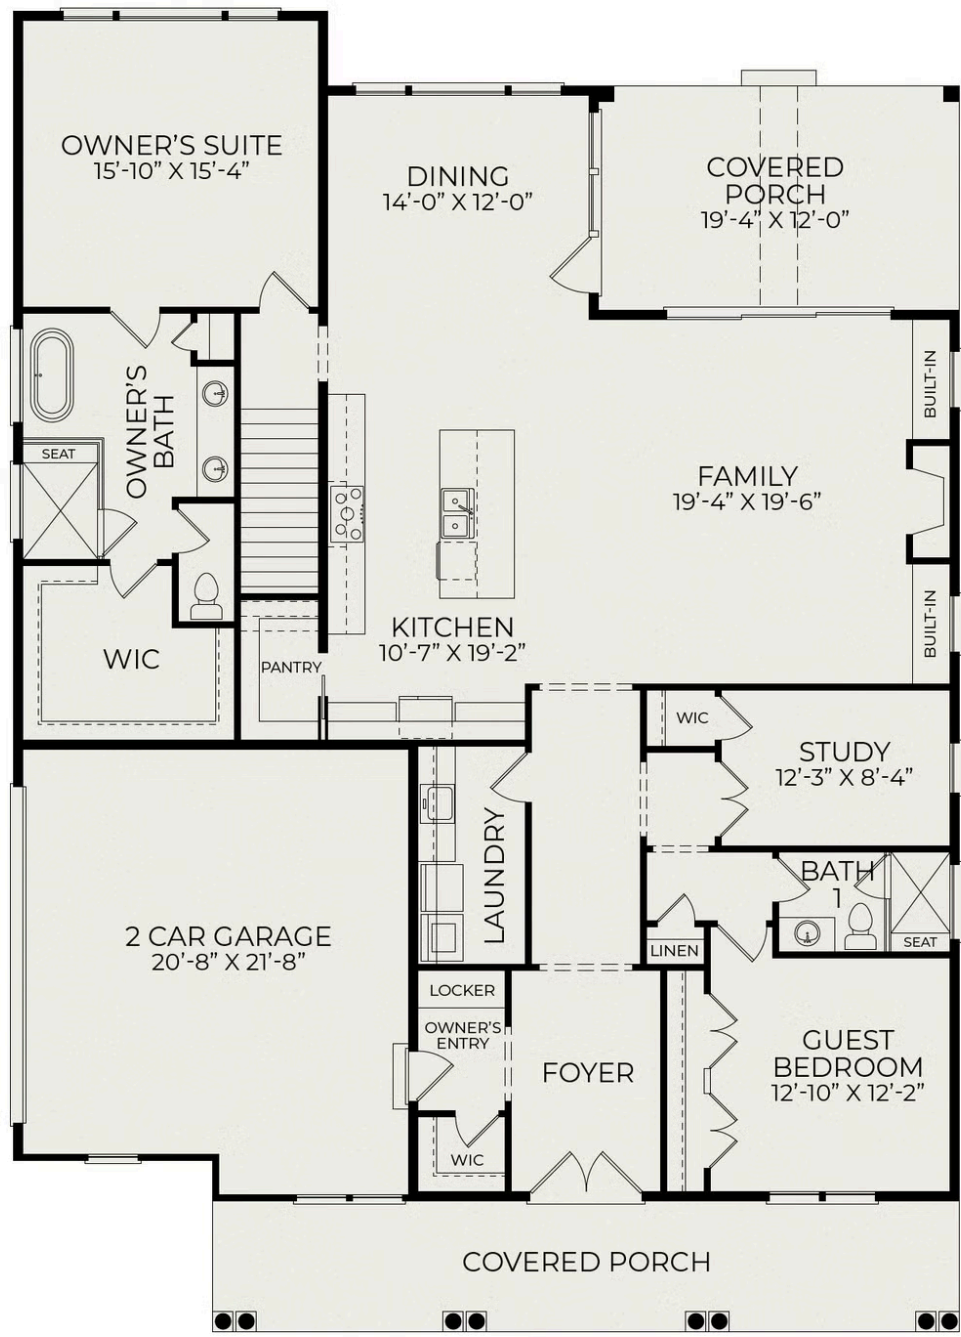 OWNER’S SUITE
15’-10” X 15’-4”
DINING
14’-0” X 12’-0”
COVERED
PORCH
19’-4” X 12’-0”
BUILT-IN
OWNER’S
BATH
SEAT
FAMILY
19’-4” X 19’-6”
BUILT-IN
KITCHEN
10’-7” X 19’-2”
WIC
PANTRY
WIC
STUDY
12’-3” X 8’-4”
LAUNDRY
BATH
1
SEAT
2 CAR GARAGE
20’-8” X 21’-8”
LINEN
LOCKER
OWNER’S
ENTRY
FOYER
GUEST
BEDROOM
12’-10” X 12’-2”
WIC
COVERED PORCH